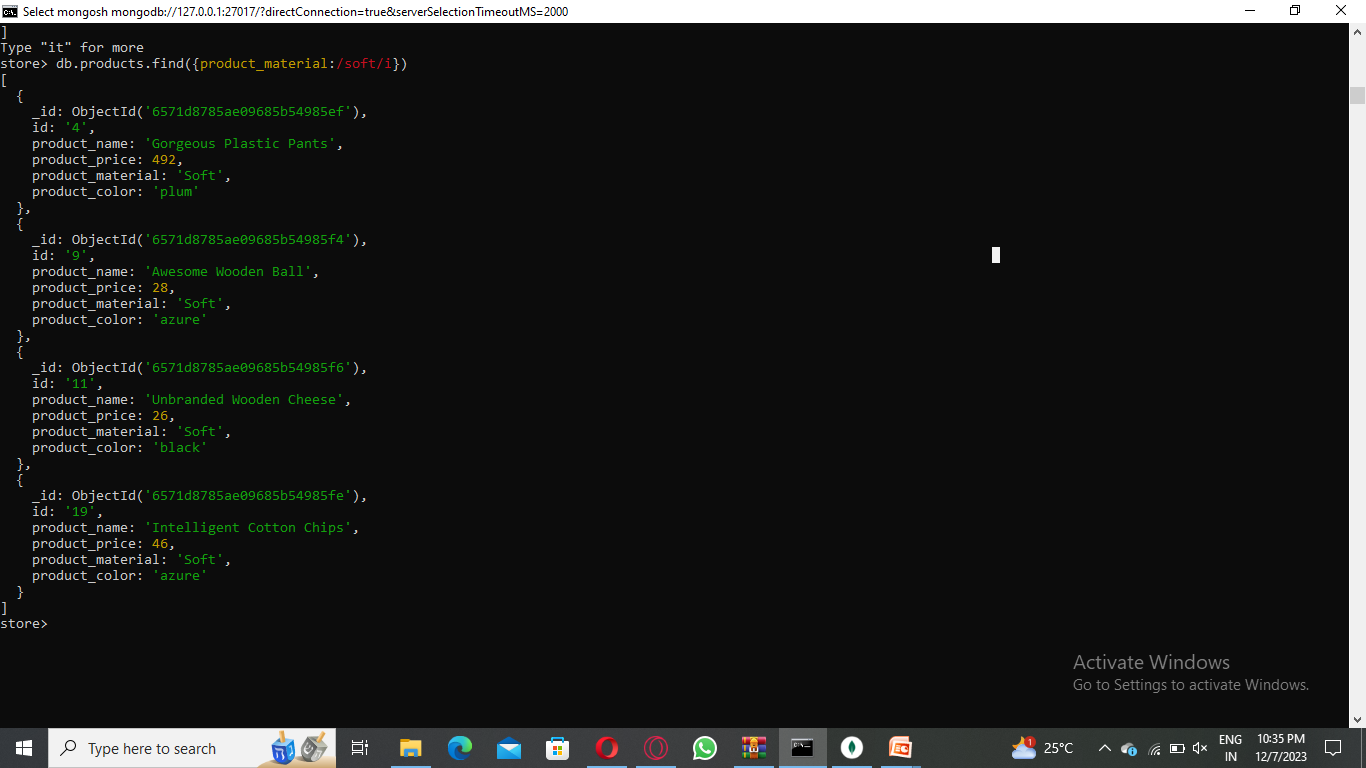 Select mongosh mongodb://127.0.0.1:27017/?directConnection=true&serverSelectionTimeoutMS=2000
]
Type "it" for more
store> db.products.find({product_material:/soft/i})
[
  {
    _id: ObjectId('6571d8785ae09685b54985ef'),
    id: '4',
    product_name: 'Gorgeous Plastic Pants',
    product_price: 492,
    product_material: 'Soft',
    product_color: 'plum'
  },
  {
    _id: ObjectId('6571d8785ae09685b54985f4'),
    id: '9',
    product_name: 'Awesome Wooden Ball',
    product_price: 28,
    product_material: 'Soft',
    product_color: 'azure'
  },
  {
    _id: ObjectId('6571d8785ae09685b54985f6'),
    id: '11',
    product_name: 'Unbranded Wooden Cheese',
    product_price: 26,
    product_material: 'Soft',
    product_color: 'black'
  },
  {
    _id: ObjectId('6571d8785ae09685b54985fe'),
    id: '19',
    product_name: 'Intelligent Cotton Chips',
    product_price: 46,
    product_material: 'Soft',
    product_color: 'azure'
  }
]
store>
Activate Windows
Go to Settings to activate Windows.
Type here to search
1
25°C
ENG
IN
10:35 PM
12/7/2023